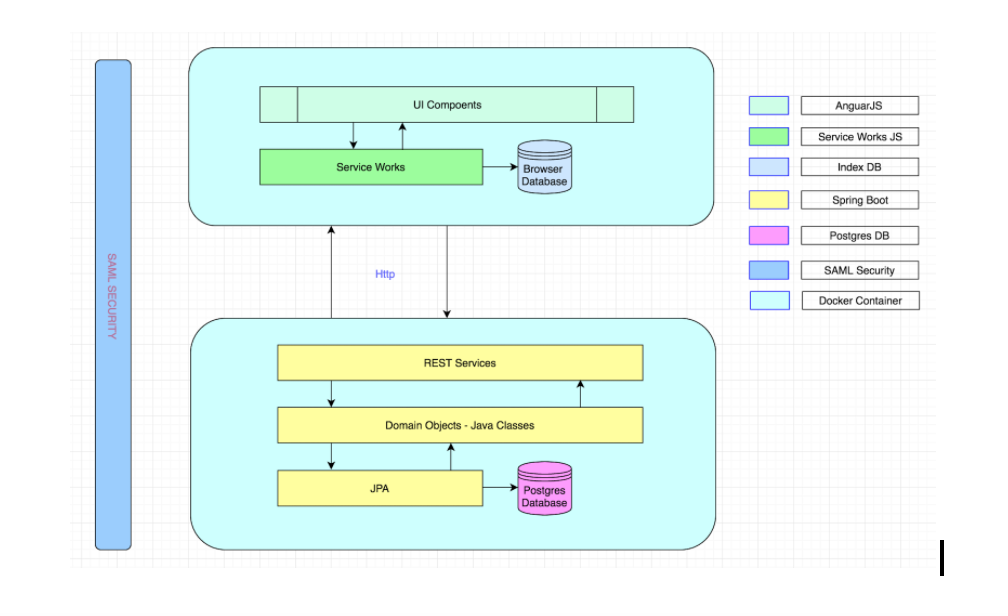 UI Compoents
Service Works
Browser
Database
SAML SECURITY
Http
REST Services
Domain Objects - Java Classes
JPA
Postgres
Database
AnguarJS
Service Works JS
Index DB
Spring Boot
Postgres DB
SAML Security
Docker Container